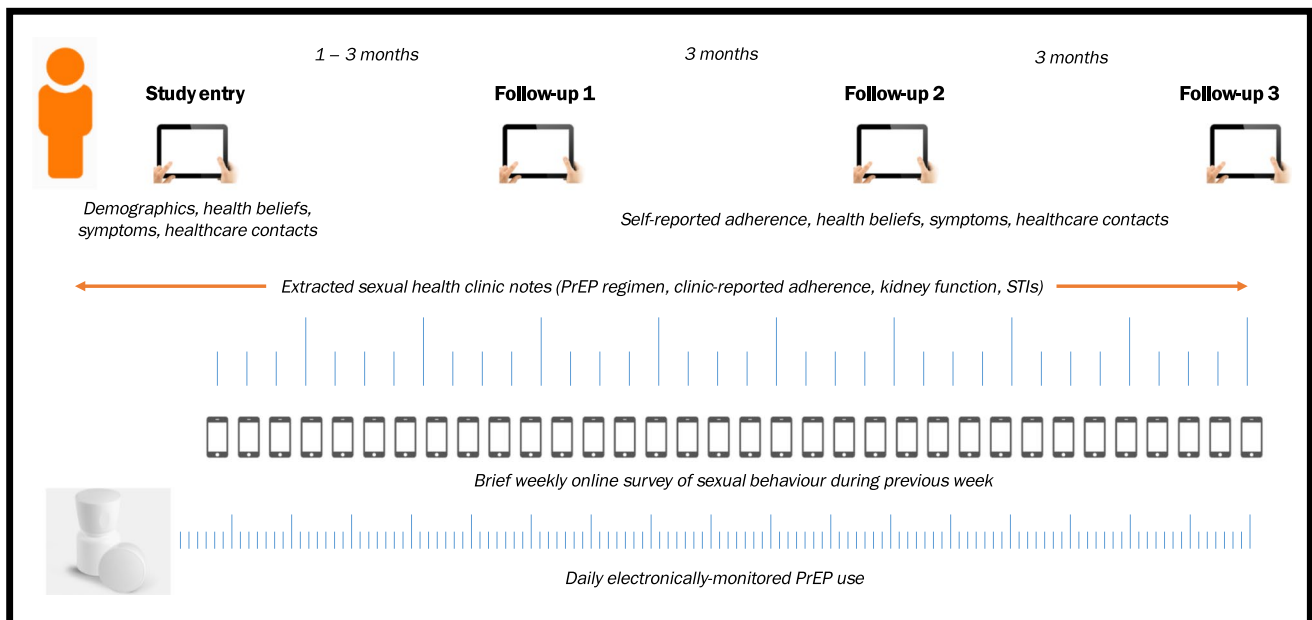 1 – 3 months
3 months
3 months
Study entry
Follow-up 1
Follow-up 2
Follow-up 3
Demographics, health beliefs,
symptoms, healthcare contacts
Self-reported adherence, health beliefs, symptoms, healthcare contacts
Extracted sexual health clinic notes (PrEP regimen, clinic-reported adherence, kidney function, STIs)
Brief weekly online survey of sexual behaviour during previous week
Daily electronically-monitored PrEP use